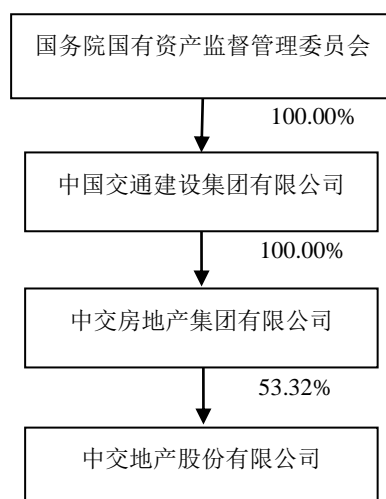 国务院国有资产监督管理委员会
100.00%
中国交通建设集团有限公司
100.00%
中交房地产集团有限公司
53.32%
中交地产股份有限公司